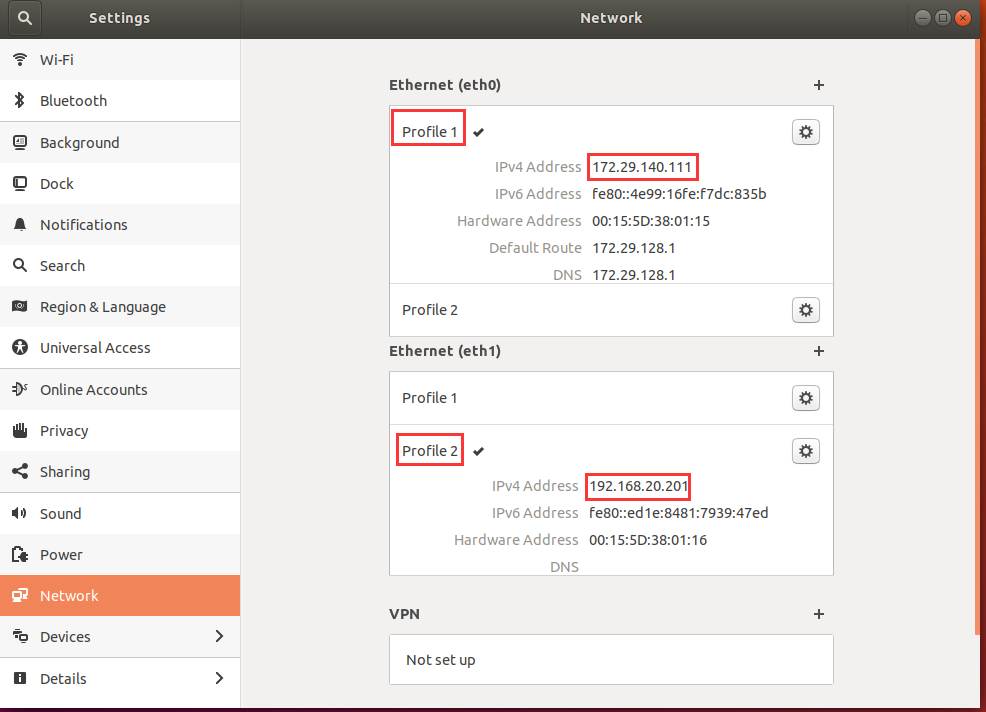 Settings
Network
Wi-Fi
Bluetooth
Background
Dock
Notifications
Search
Region & Language
Universal Access
Online Accounts
Privacy
Sharing
Sound
Power
Network
Devices
Details
Ethernet (eth0)
Profile 1
IPv4 Address 172.29.140.111
IPv6 Address fe80::4e99:16fe:f7dc:835b
Hardware Address 00:15:5D:38:01:15
Default Route 172.29.128.1
DNS 172.29.128.1
Profile 2
Ethernet (eth1)
Profile 1
Profile 2
IPv4 Address 192.168.20.201
IPv6 Address fe80::ed1e:8481:7939:47ed
Hardware Address 00:15:5D:38:01:16
DNS
VPN
Not set up